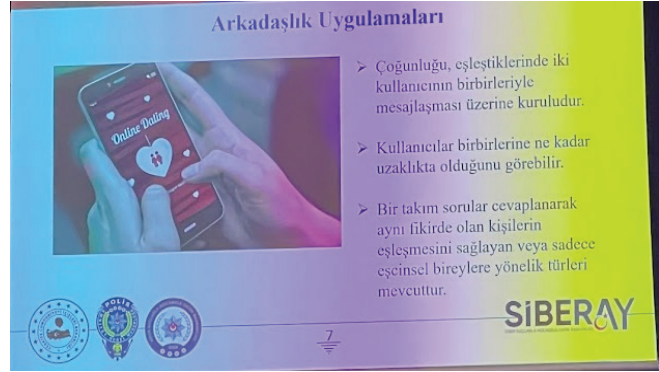 Arkadaşlık Uygulamaları
Online Dating
➢ Çoğunluğu, eşleştiklerinde iki
kullanıcının birbirleriyle
mesajlaşması üzerine kuruludur.
➢ Kullanıcılar birbirlerine ne kadar
uzaklıkta olduğunu görebilir.
➢ Bir takım sorular cevaplanarak
aynı fikirde olan kişilerin
eşleşmesini sağlayan veya sadece
eşcinsel bireylere yönelik türleri
mevcuttur.
POLİS
7
SİBERAY